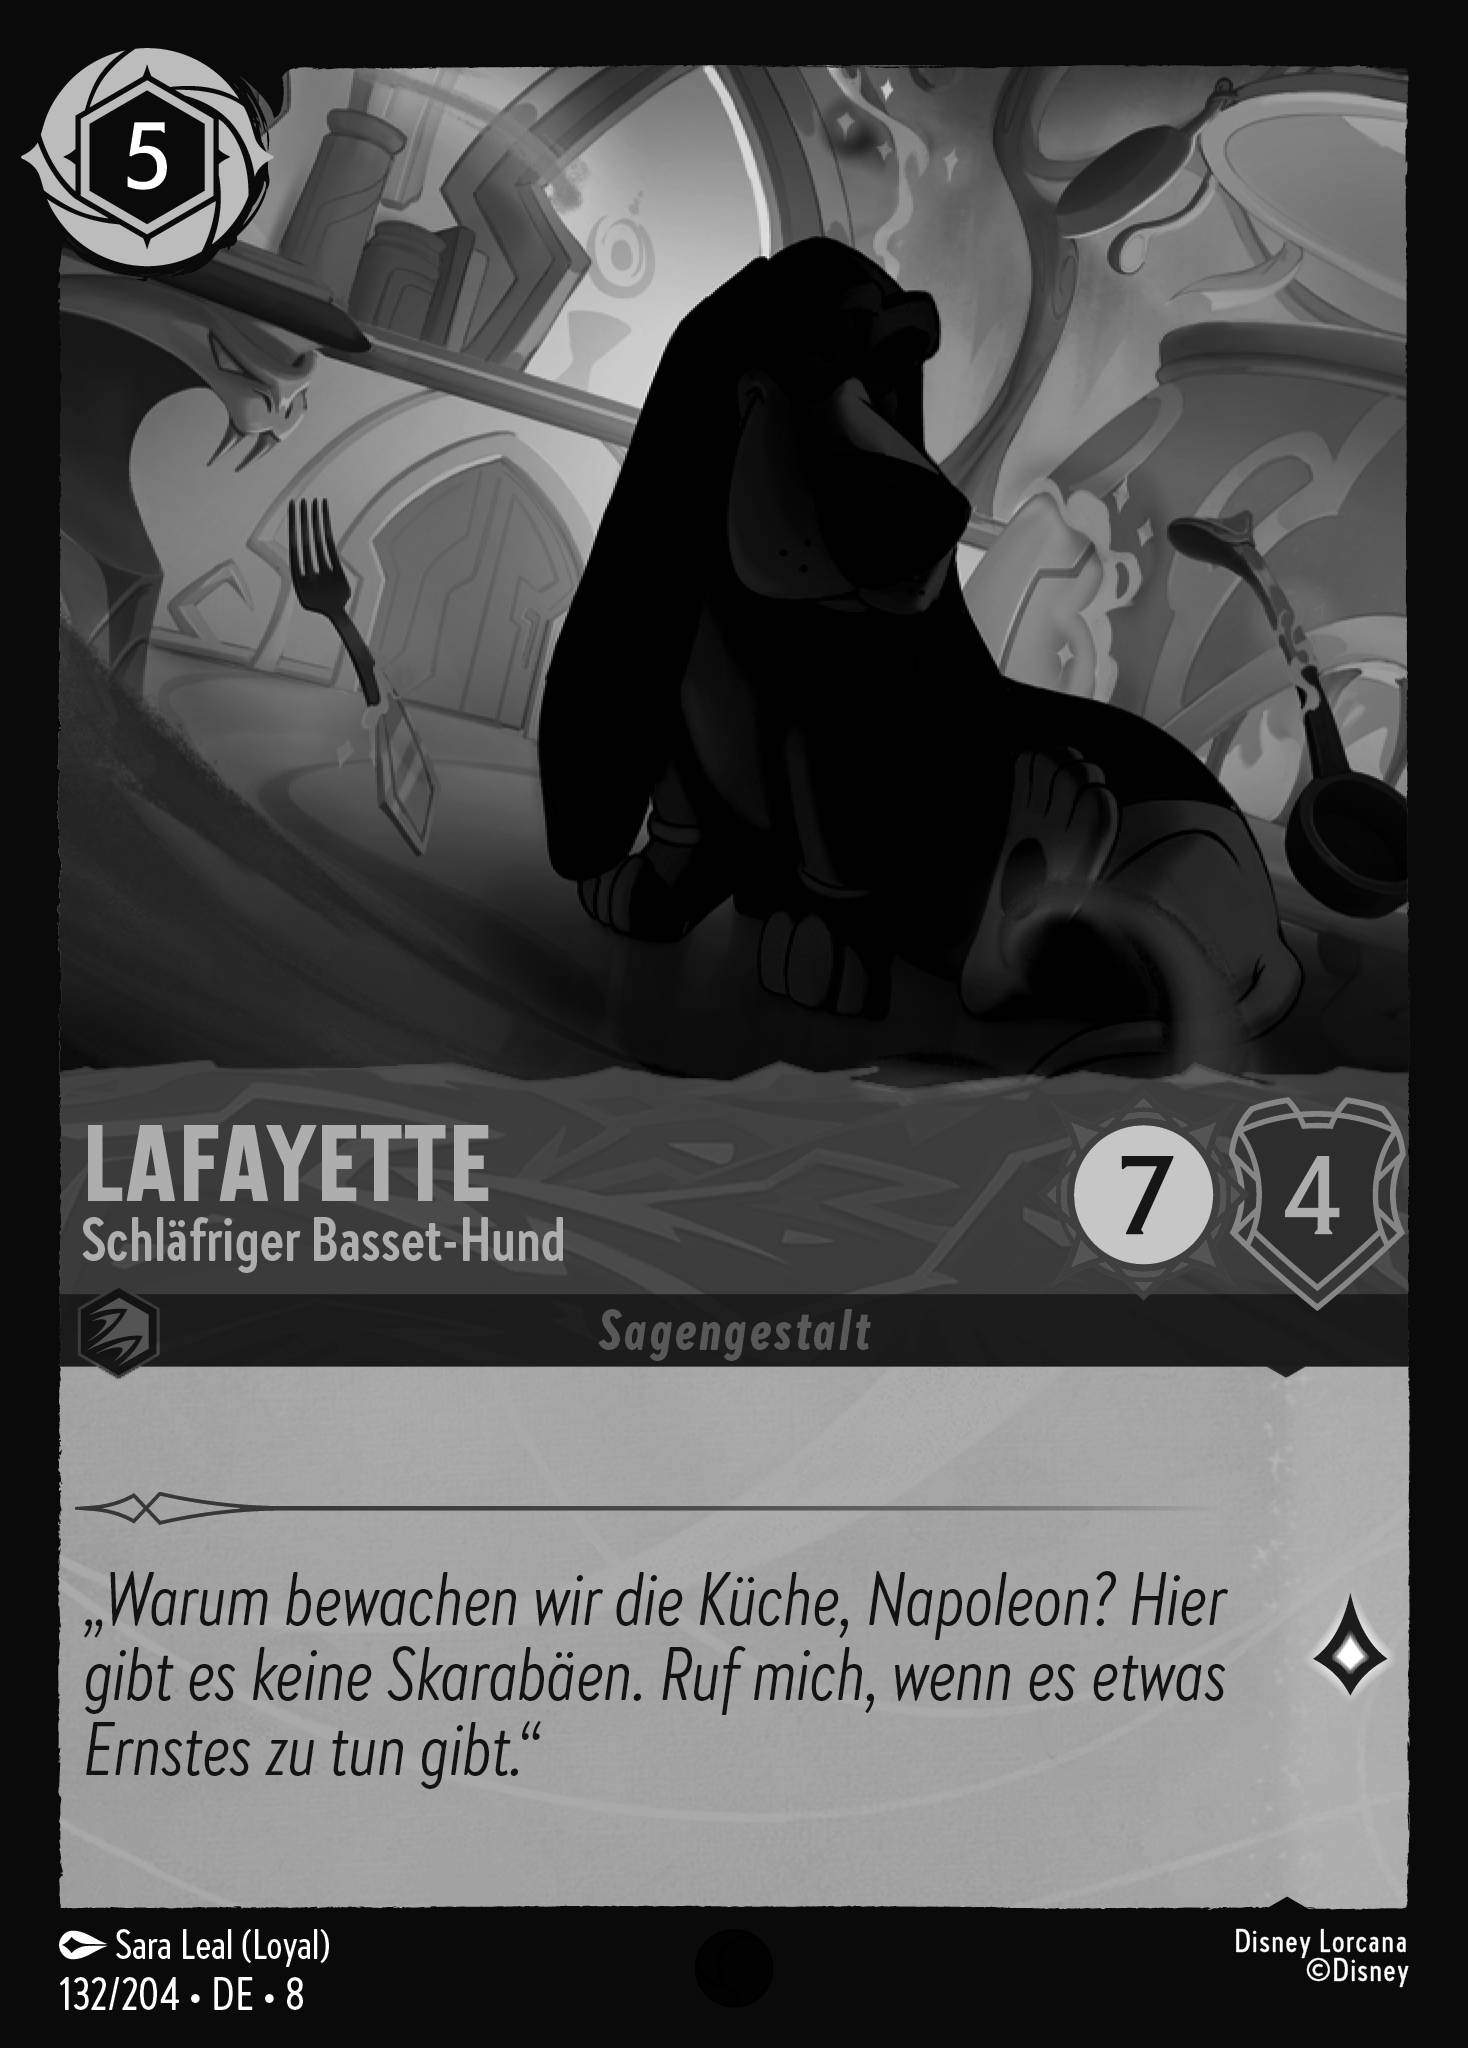 5
LAFAYETTE
Schläfriger Basset-Hund
7
4
Sagengestalt
„Warum bewachen wir die Küche, Napoleon? Hier
gibt es keine Skarabäen. Ruf mich, wenn es etwas
Ernstes zu tun gibt.“
Sara Leal (Loyal)
132/204 • DE • 8
Disney Lorcana
©Disney